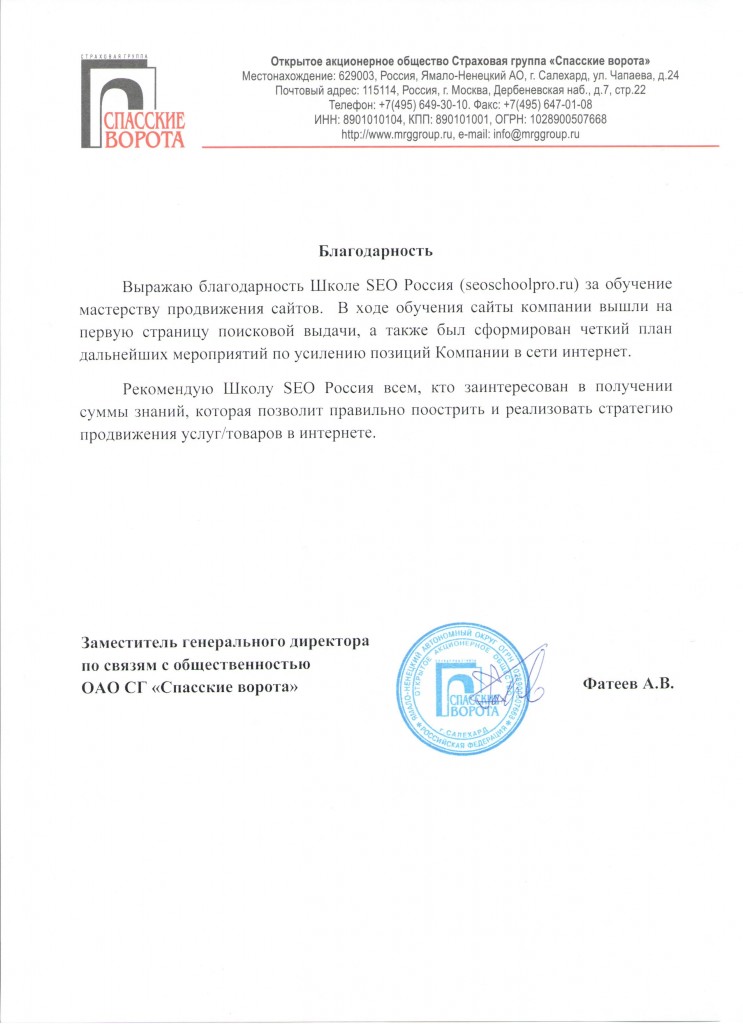 СТРАХОВАЯ ГРУППА
СПАССКИЕ
ВОРОТА
Открытое акционерное общество Страховая группа «Спасские ворота»
Местонахождение: 629003, Россия, Ямало-Ненецкий АО, г. Салехард, ул. Чапаева, д.24
Почтовый адрес: 115114, Россия, г. Москва, Дербеневская наб., д.7, стр.22
Телефон: +7(495) 649-30-10. Факс: +7(495) 647-01-08
ИНН: 8901010104, КПП: 890101001, ОГРН: 1028900507668
http://www.mrggroup.ru, e-mail: info@mrggroup.ru
Благодарность
Выражаю благодарность Школе SEO Россия (seoschoolpro.ru) за обучение
мастерству продвижения сайтов. В ходе обучения сайты компании вышли на
первую страницу поисковой выдачи, а также был сформирован четкий план
дальнейших мероприятий по усилению позиций Компании в сети интернет.
Рекомендую Школу SEO Россия всем, кто заинтересован в получении
суммы знаний, которая позволит правильно поострить и реализовать стратегию
продвижения услуг/товаров в интернете.
Заместитель генерального директора
по связям с общественностью
ОАО СГ «Спасские ворота»
ЯМАЛО-НЕНЕЦКИЙ АВТОНОМНЫЙ ОКРУГ ОГРН
РОССИЙСКАЯ ФЕДЕРАЦИЯ
ОТКРЫТОЕ АКЦИОНЕРНОЕ ОБЩЕСТВО
СПАССКИЕ
ВОРОТА
г. САЛЕХАРД
Фатеев А.В.